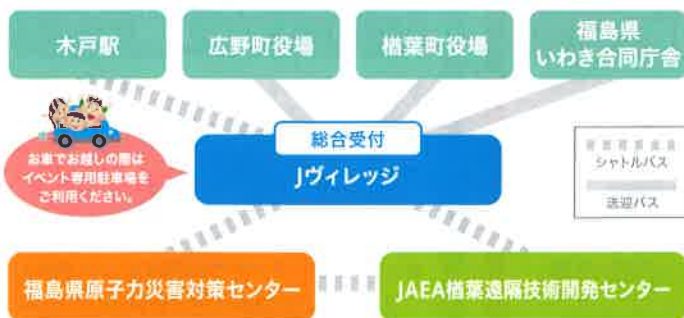 木戸駅
広野町役場
楢葉町役場
福島県
いわき合同庁舎
お車でお越しの際は
イベント専用駐車場を
ご利用ください。
総合受付
Jヴィレッジ
シャトルバス
送迎バス
福島県原子力災害対策センター
JAEA楢葉遠隔技術開発センター